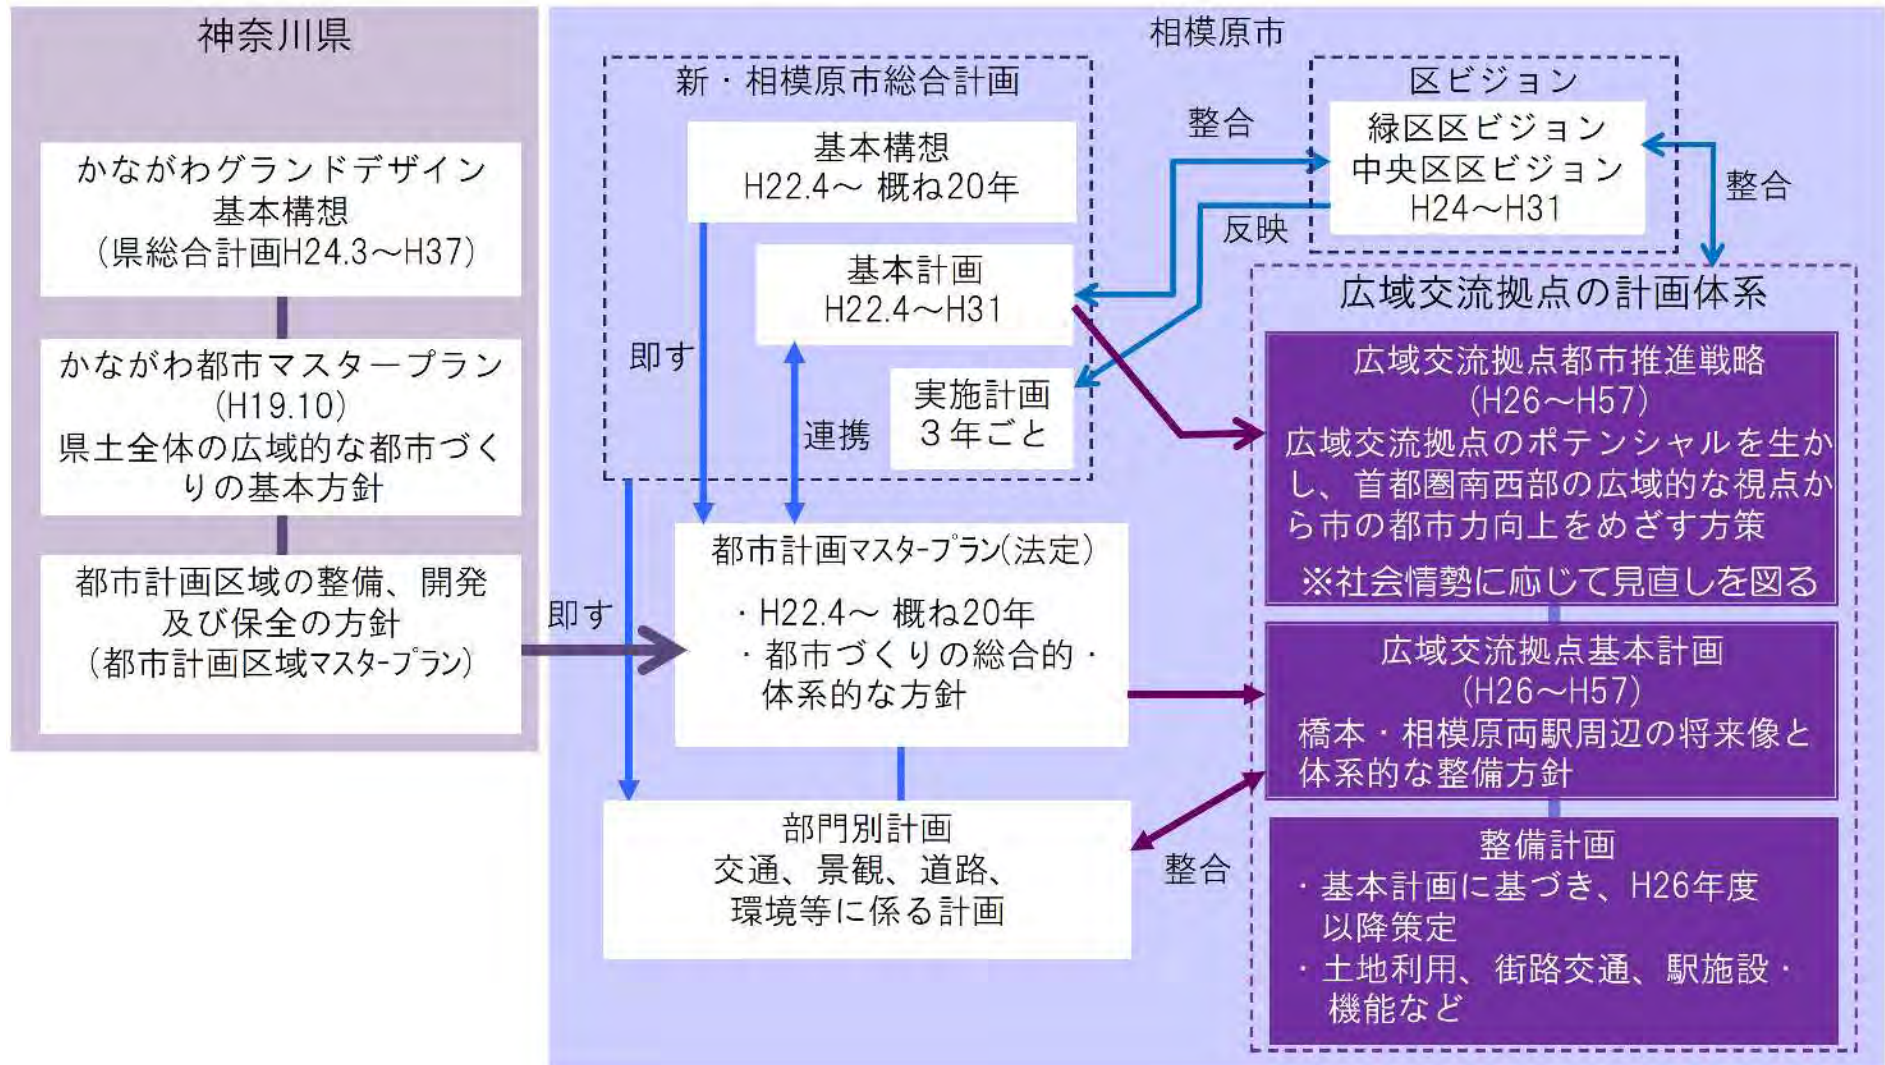 神奈川県
かながわグランドデザイン
基本構想
（県総合計画H24.3～H37）
かながわ都市マスタープラン
(H19.10)
県土全体の広域的な都市づく
りの基本方針
都市計画区域の整備、開発
及び保全の方針
（都市計画区域マスタープラン）
即す
相模原市
新・相模原市総合計画
基本構想
H22.4～ 概ね20年
基本計画
H22.4～H31
実施計画
３年ごと
即す
連携
整合
反映
区ビジョン
緑区区ビジョン
中央区区ビジョン
H24～H31
整合
都市計画マスタープラン(法定)
・H22.4～ 概ね20年
・都市づくりの総合的・
体系的な方針
部門別計画
交通、景観、道路、
環境等に係る計画
整合
広域交流拠点の計画体系
広域交流拠点都市推進戦略
(H26～H57)
広域交流拠点のポテンシャルを生か
し、首都圏南西部の広域的な視点か
ら市の都市力向上をめざす方策
※社会情勢に応じて見直しを図る
広域交流拠点基本計画
(H26～H57)
橋本・相模原両駅周辺の将来像と
体系的な整備方針
整備計画
・基本計画に基づき、H26年度
以降策定
・土地利用、街路交通、駅施設・
機能など